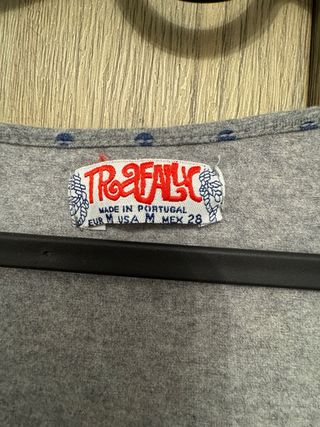 TRAFALUC
MADE IN PORTUGAL
EUR M USA M MEX 28